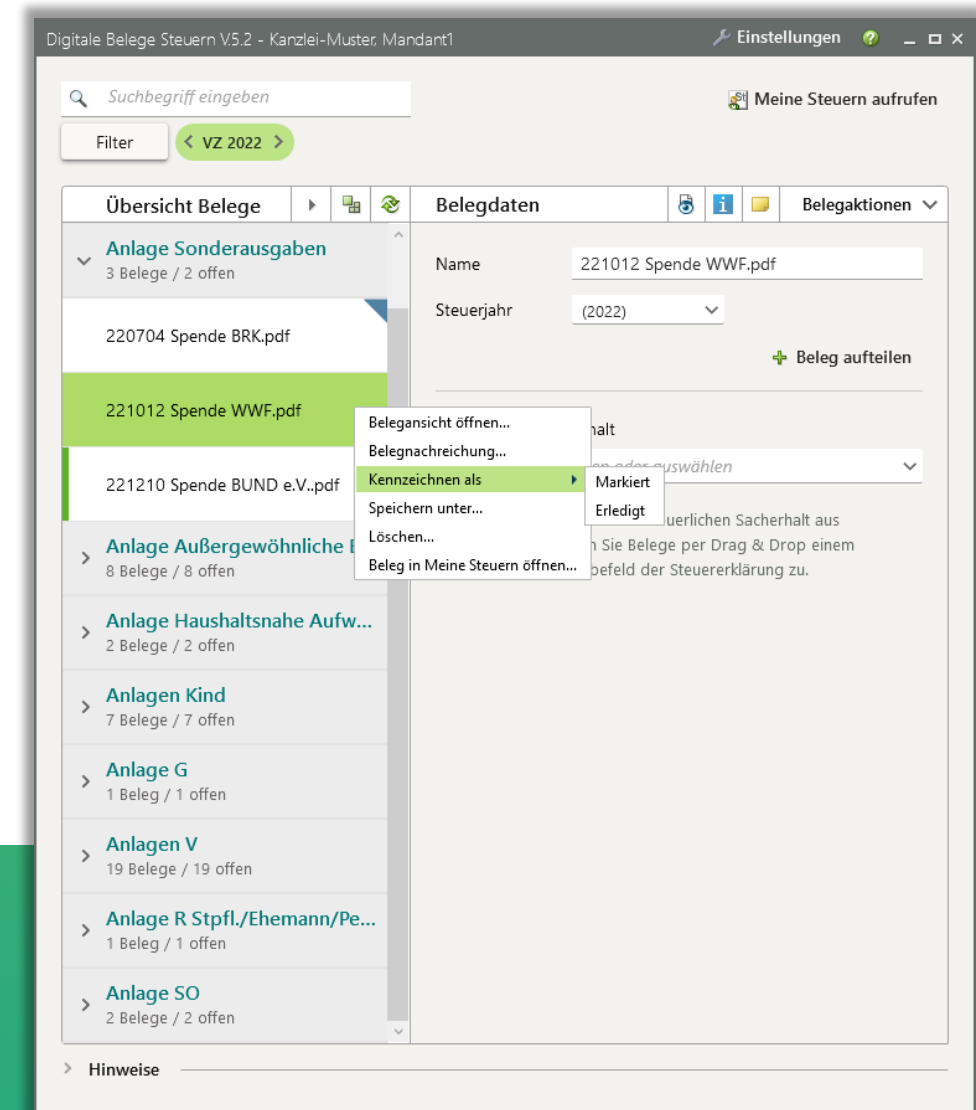 Digitale Belege Steuern V.5.2 - Kanzlei-Muster, Mandant1
Einstellungen
Suchbegriff eingeben
Meine Steuern aufrufen
Filter
VZ 2022
Übersicht Belege
Anlage Sonderausgaben
3 Belege / 2 offen
220704 Spende BRK.pdf
221012 Spende WWF.pdf
221210 Spende BUND e.V..pdf
Anlage Außergewöhnliche
8 Belege / 8 offen
Anlage Haushaltsnahe Aufw...
2 Belege / 2 offen
Anlagen Kind
7 Belege / 7 offen
Anlage G
1 Beleg / 1 offen
Anlagen V
19 Belege / 19 offen
Anlage R Stpfl./Ehemann/Pe...
1 Beleg / 1 offen
Anlage SO
2 Belege / 2 offen
Belegdaten
Belegaktionen
Name
221012 Spende WWF.pdf
Steuerjahr
(2022)
Beleg aufteilen
halt
en oder auswählen
uerlichen Sacherhalt aus
n Sie Belege per Drag & Drop einem
befeld der Steuererklärung zu.
Belegansicht öffnen...
Belegnachreichung...
Kennzeichnen als
Speichern unter...
Löschen...
Beleg in Meine Steuern öffnen...
Markiert
Erledigt
Hinweise